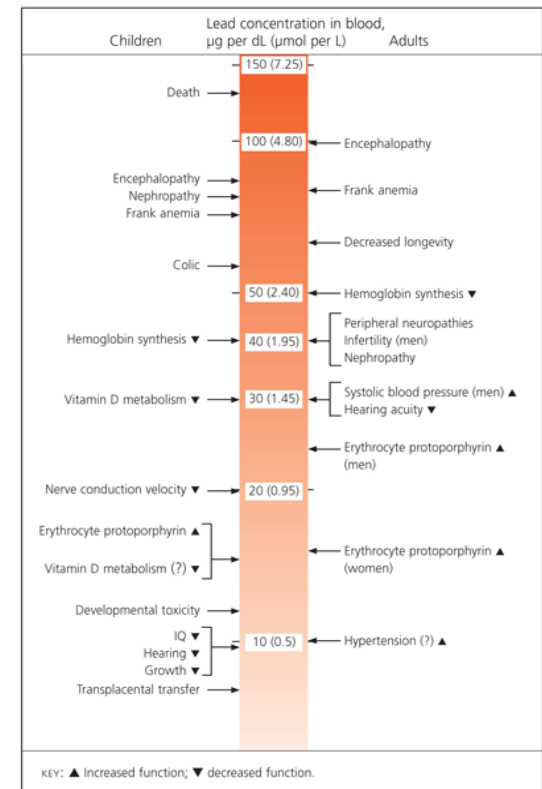 Lead concentration in blood,
Children µg per dL (µmol per L) Adults
150 (7.25)
Death
100 (4.80) Encephalopathy
Encephalopathy
Nephropathy Frank anemia
Frank anemia
Decreased longevity
Colic
50 (2.40) Hemoglobin synthesis ▼
Peripheral neuropathies
Hemoglobin synthesis ▼ 40 (1.95) Infertility (men)
Nephropathy
Systolic blood pressure (men) ▲
Vitamin D metabolism ▼ 30 (1.45)
Hearing acuity ▼
Erythrocyte protoporphyrin ▲
(men)
Nerve conduction velocity ▼ 20 (0.95)
Erythrocyte protoporphyrin ▲
Erythrocyte protoporphyrin ▲
Vitamin D metabolism (?) ▼ (women)
Developmental toxicity
IQ ▼
10 (0.5) Hypertension (?) ▲
Hearing ▼
Growth ▼
Transplacental transfer
KEY: ▲ Increased function; ▼ decreased function.